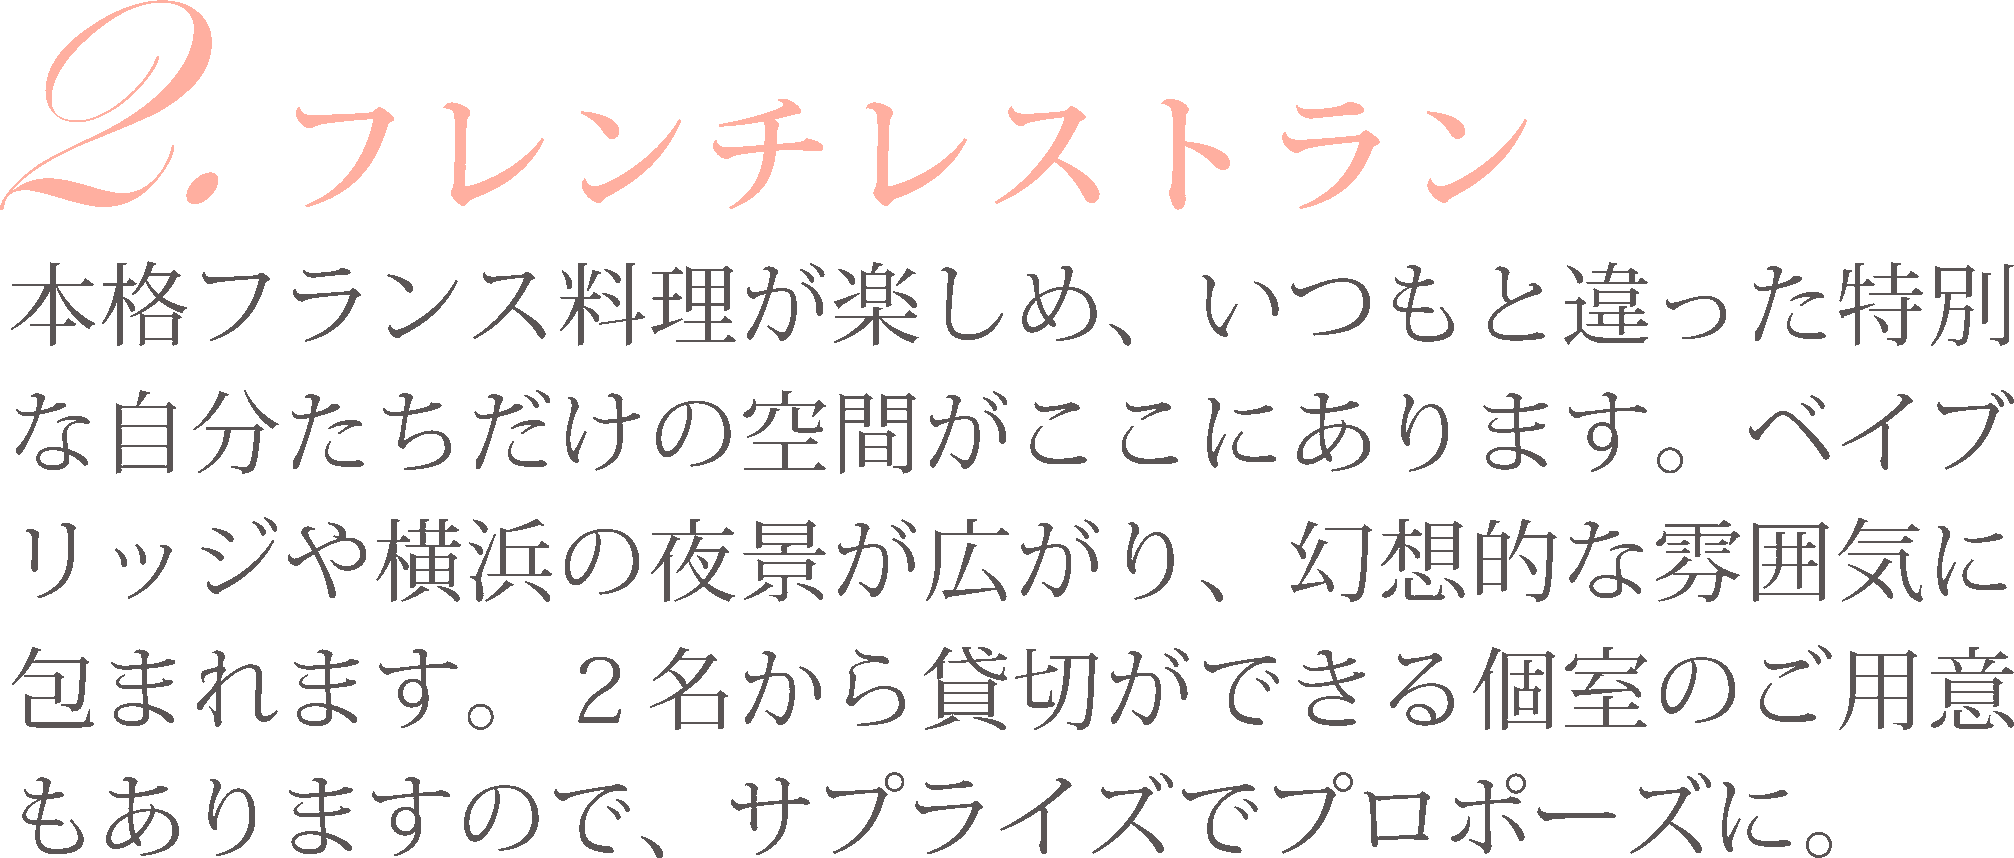 2. フレンチレストラン
本格フランス料理が楽しめ、いつもと違った特別
な自分たちだけの空間がここにあります。ベイブ
リッジや横浜の夜景が広がり、幻想的な雰囲気に
包まれます。２名から貸切ができる個室のご用意
もありますので、サプライズでプロポーズに。